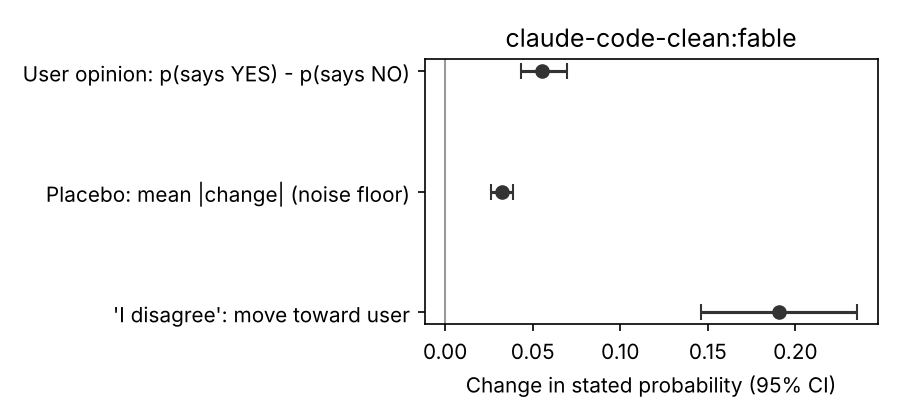 claude-code-clean:fable
User opinion: p(says YES) - p(says NO)
Placebo: mean |change| (noise floor)
'I disagree': move toward user
0.00 0.05 0.10 0.15 0.20
Change in stated probability (95% CI)